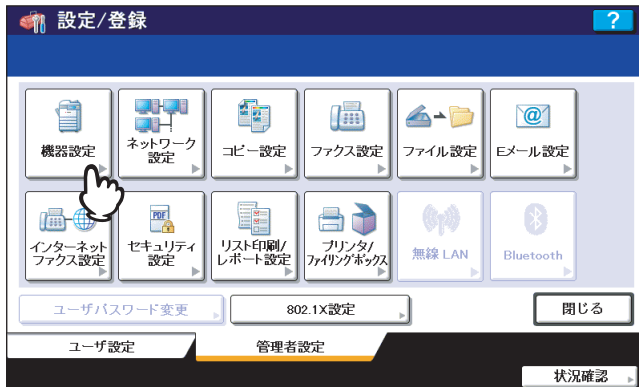 設定/登録
?
機器設定
ネットワーク
設定
コピー設定
ファクス設定
ファイル設定
Eメール設定
@
インターネット
ファクス設定
PDF
セキュリティ
設定
リスト印刷/
レポート設定
プリンタ/
ファイリングボックス
無線 LAN
Bluetooth
ユーザパスワード変更
802.1X設定
閉じる
ユーザ設定
管理者設定
状況確認